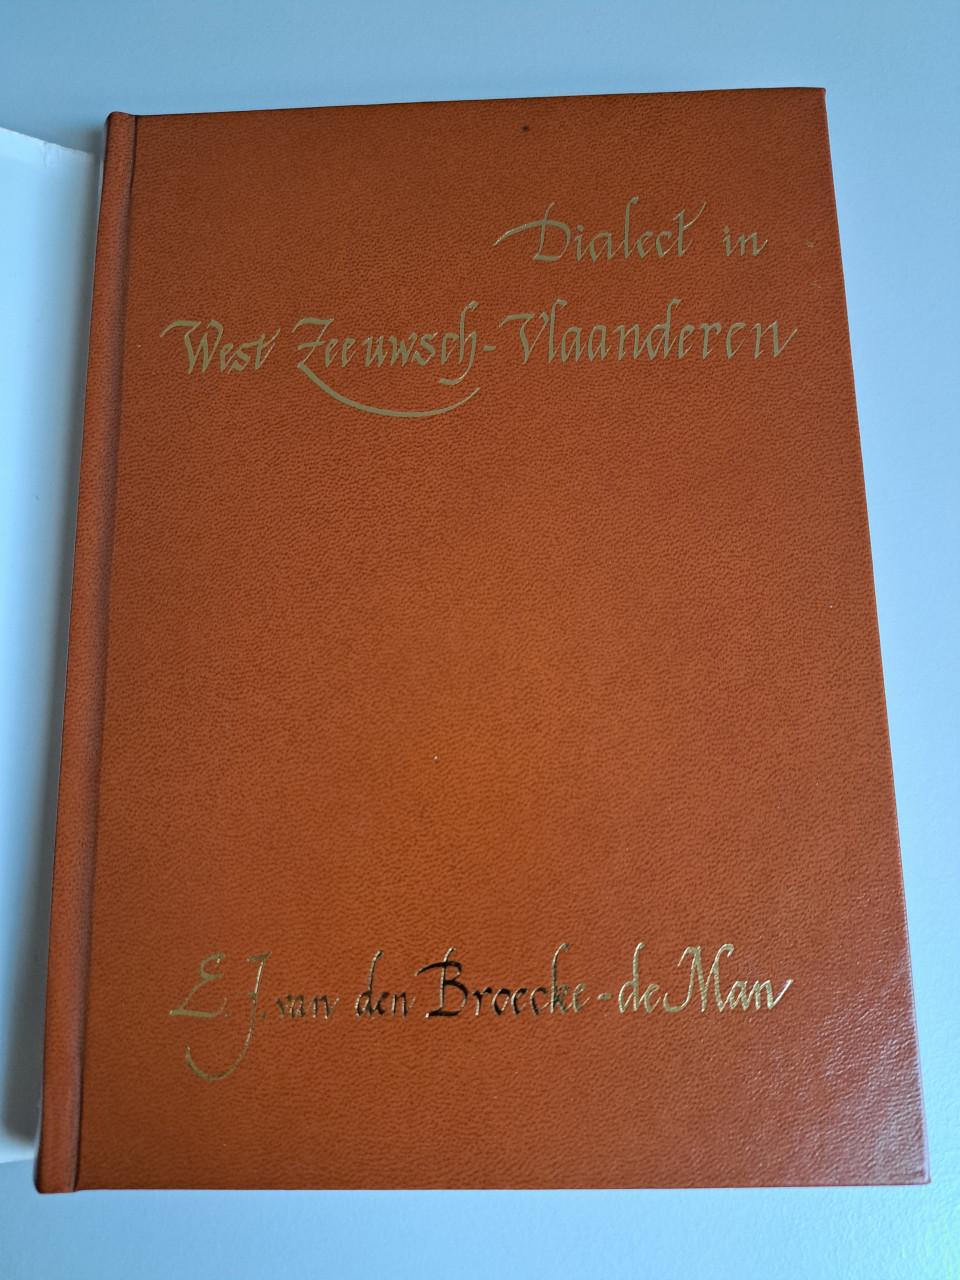 Dialect in
West Zeeuwsch-Vlaanderen
E.J. van den Broecke-de Man